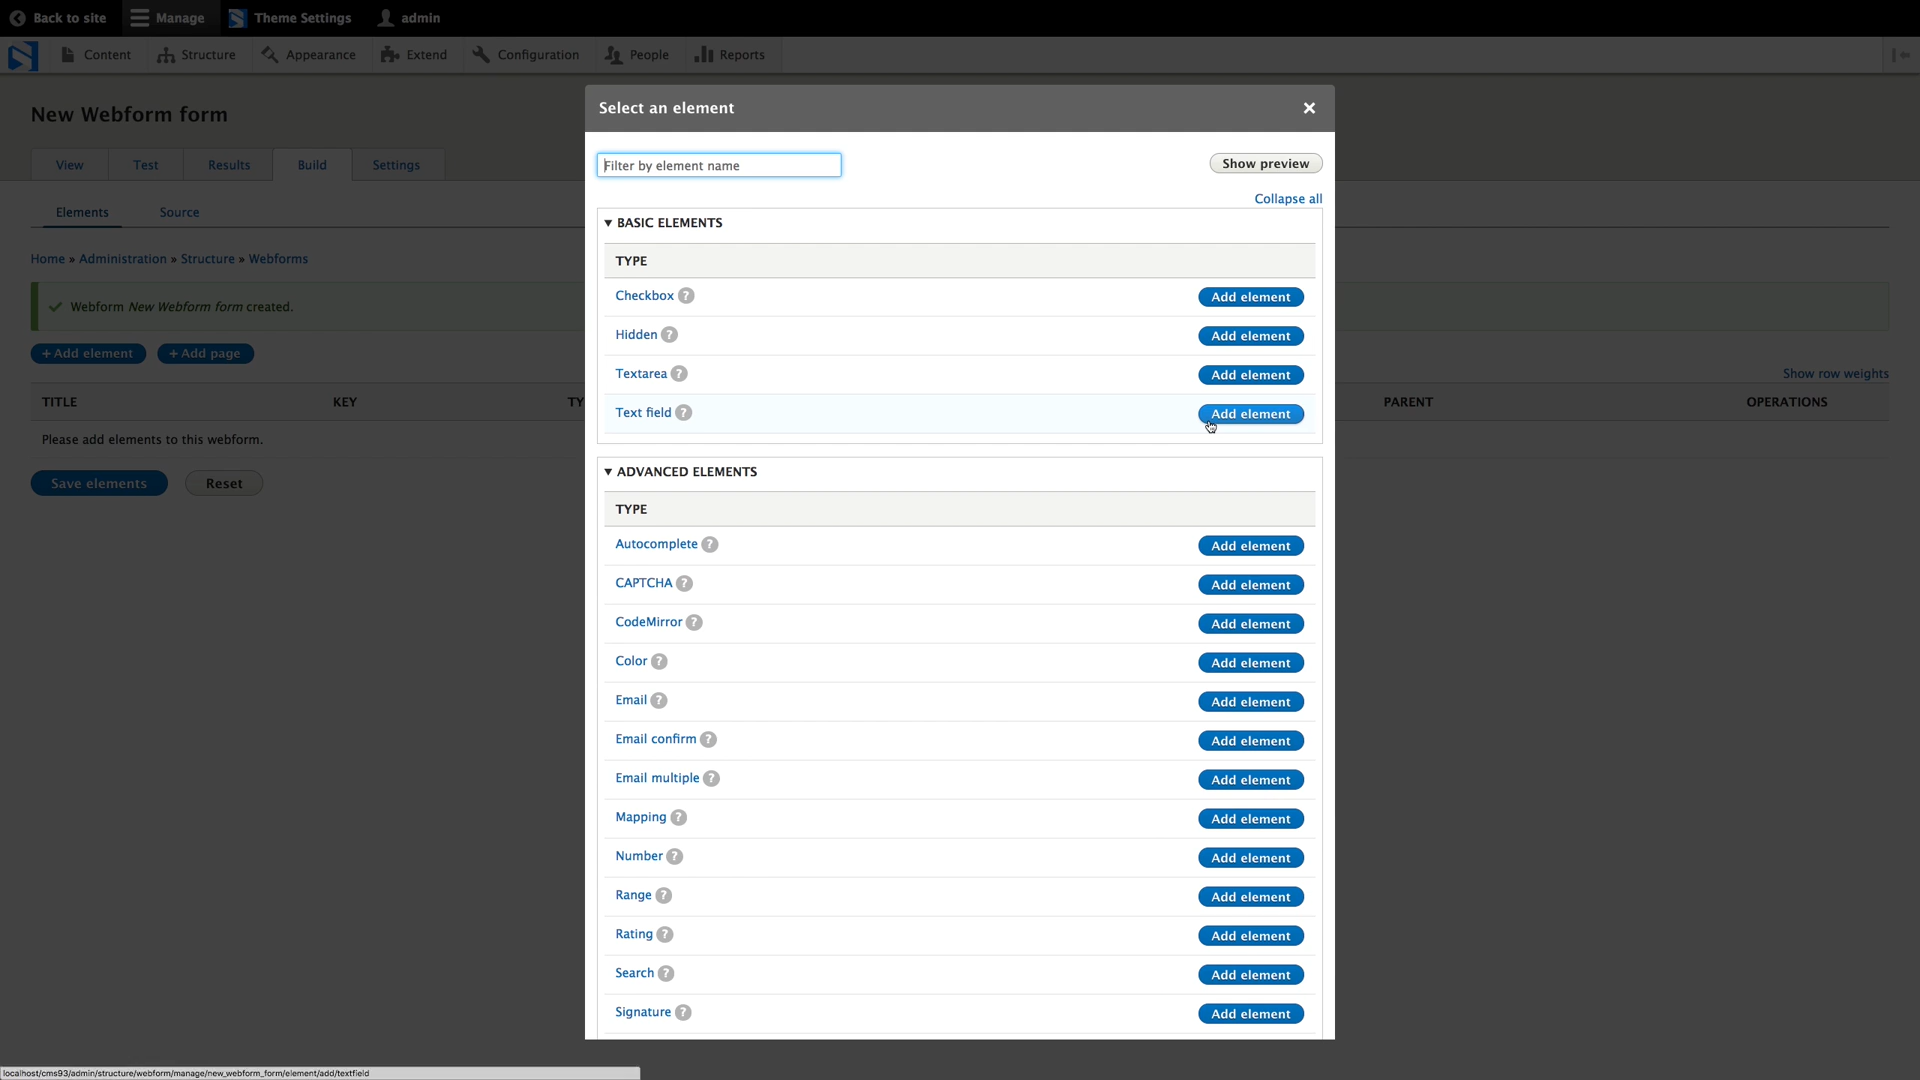 Back to site Manage Theme Settings admin
Content Structure Appearance Extend Configuration People Reports
New Webform form
View Test Results Build Settings
Elements Source
Home » Administration » Structure » Webforms
Webform New Webform form created.
+ Add element + Add page
Show row weights
TITLE KEY TY PARENT OPERATIONS
Please add elements to this webform.
Save elements Reset
Select an element
Filter by element name Show preview
Collapse all
BASIC ELEMENTS
TYPE
Checkbox ? Add element
Hidden ? Add element
Textarea ? Add element
Text field ? Add element
ADVANCED ELEMENTS
TYPE
Autocomplete ? Add element
CAPTCHA ? Add element
CodeMirror ? Add element
Color ? Add element
Email ? Add element
Email confirm ? Add element
Email multiple ? Add element
Mapping ? Add element
Number ? Add element
Range ? Add element
Rating ? Add element
Search ? Add element
Signature ? Add element
localhost/cms93/admin/structure/webform/manage/new_webform_form/element/add/textfield